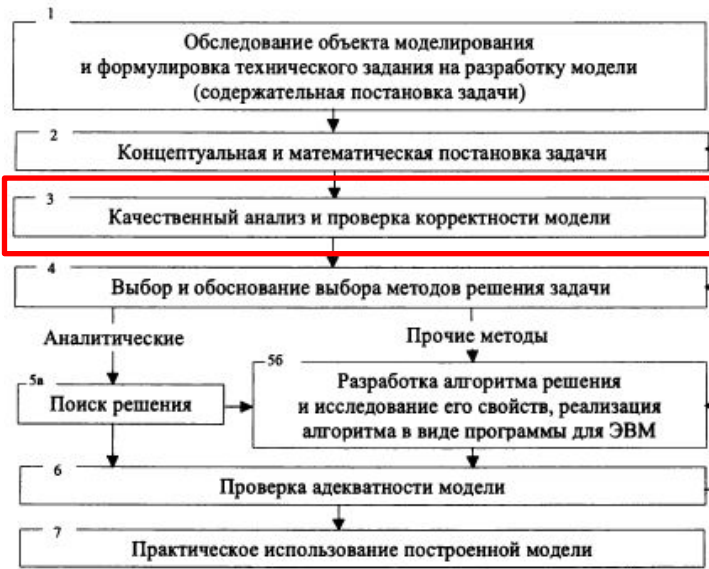 1
Обследование объекта моделирования
и формулировка технического задания на разработку модели
(содержательная постановка задачи)
2
Концептуальная и математическая постановка задачи
3
Качественный анализ и проверка корректности модели
4
Выбор и обоснование выбора методов решения задачи
Аналитические
Прочие методы
5а
Поиск решения
5б
Разработка алгоритма решения
и исследование его свойств, реализация
алгоритма в виде программы для ЭВМ
6
Проверка адекватности модели
7
Практическое использование построенной модели